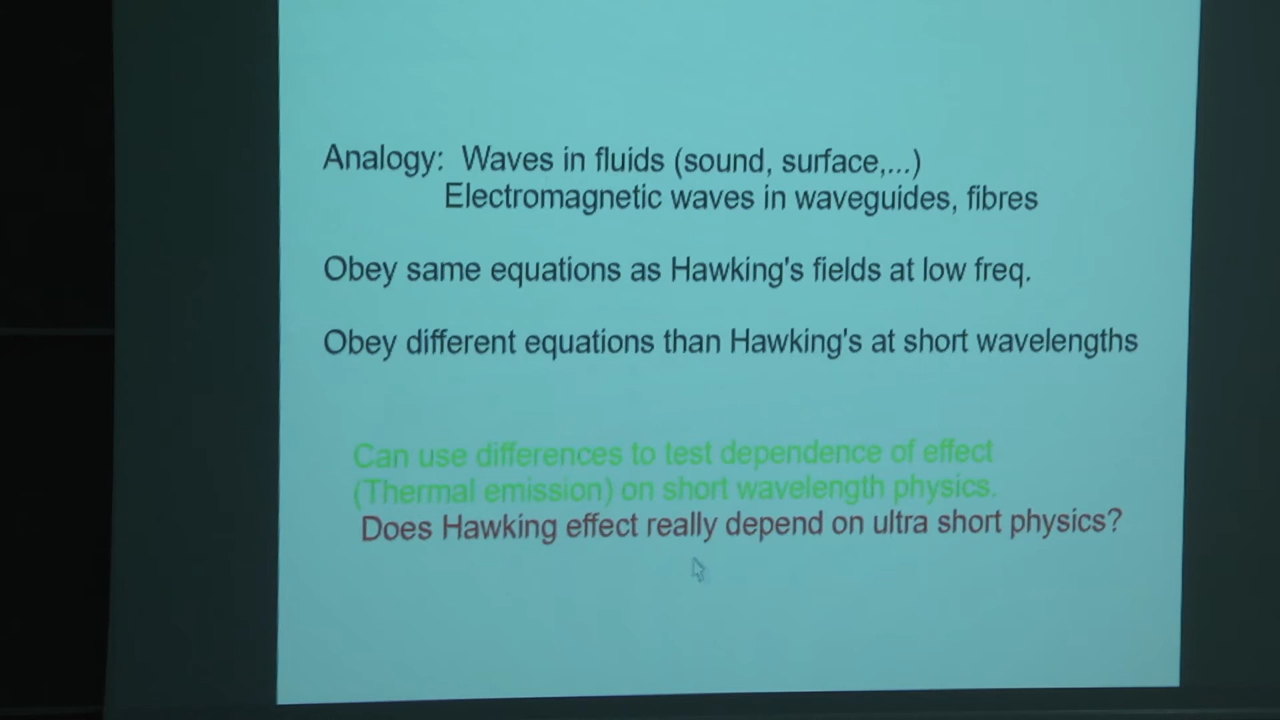 Analogy: Waves in fluids (sound, surface,...)
Electromagnetic waves in waveguides, fibres
Obey same equations as Hawking's fields at low freq.
Obey different equations than Hawking's at short wavelengths
Can use differences to test dependence of effect
(Thermal emission) on short wavelength physics.
Does Hawking effect really depend on ultra short physics?